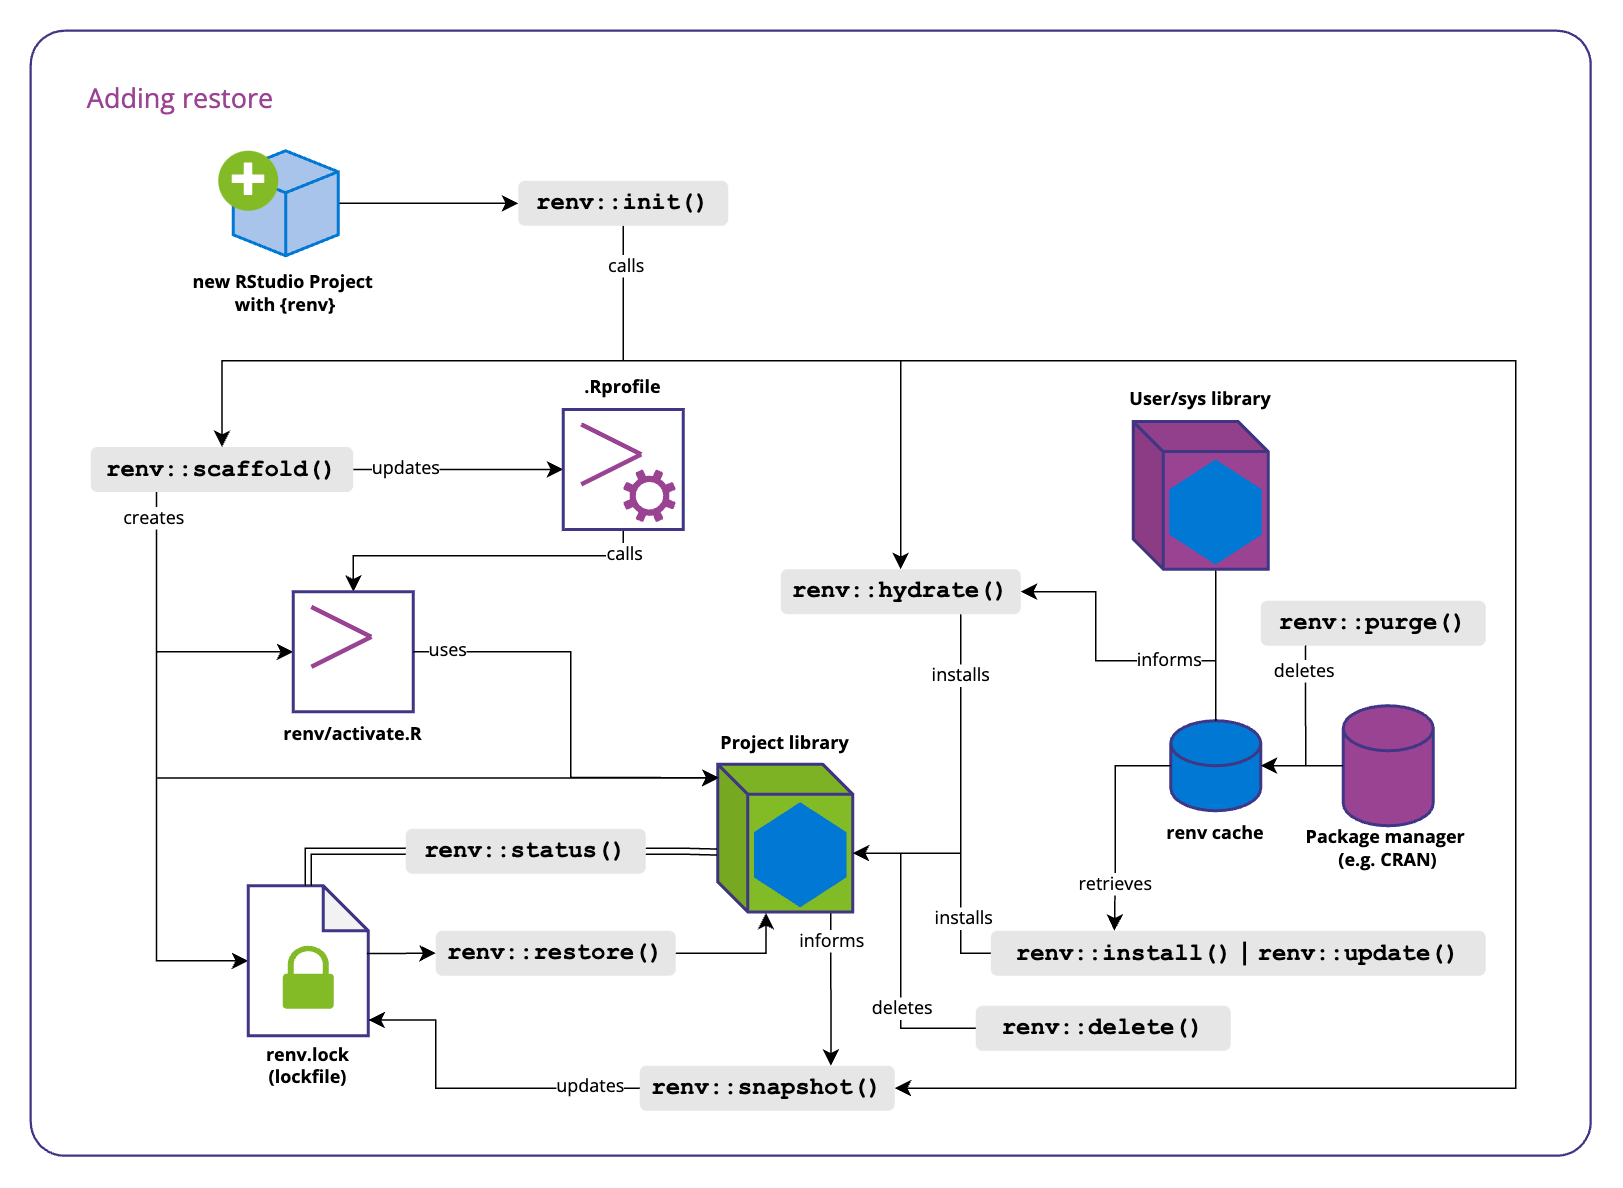 Adding restore
renv::init()
new RStudio Project
with {renv}
calls
.Rprofile
User/sys library
renv::scaffold()
updates
creates
calls
renv::hydrate()
renv::purge()
informs
deletes
uses
installs
renv/activate.R
Project library
renv cache
Package manager
(e.g. CRAN)
renv::status()
retrieves
installs
informs
renv::restore()
renv::install() | renv::update()
deletes
renv::delete()
renv.lock
(lockfile)
updates
renv::snapshot()